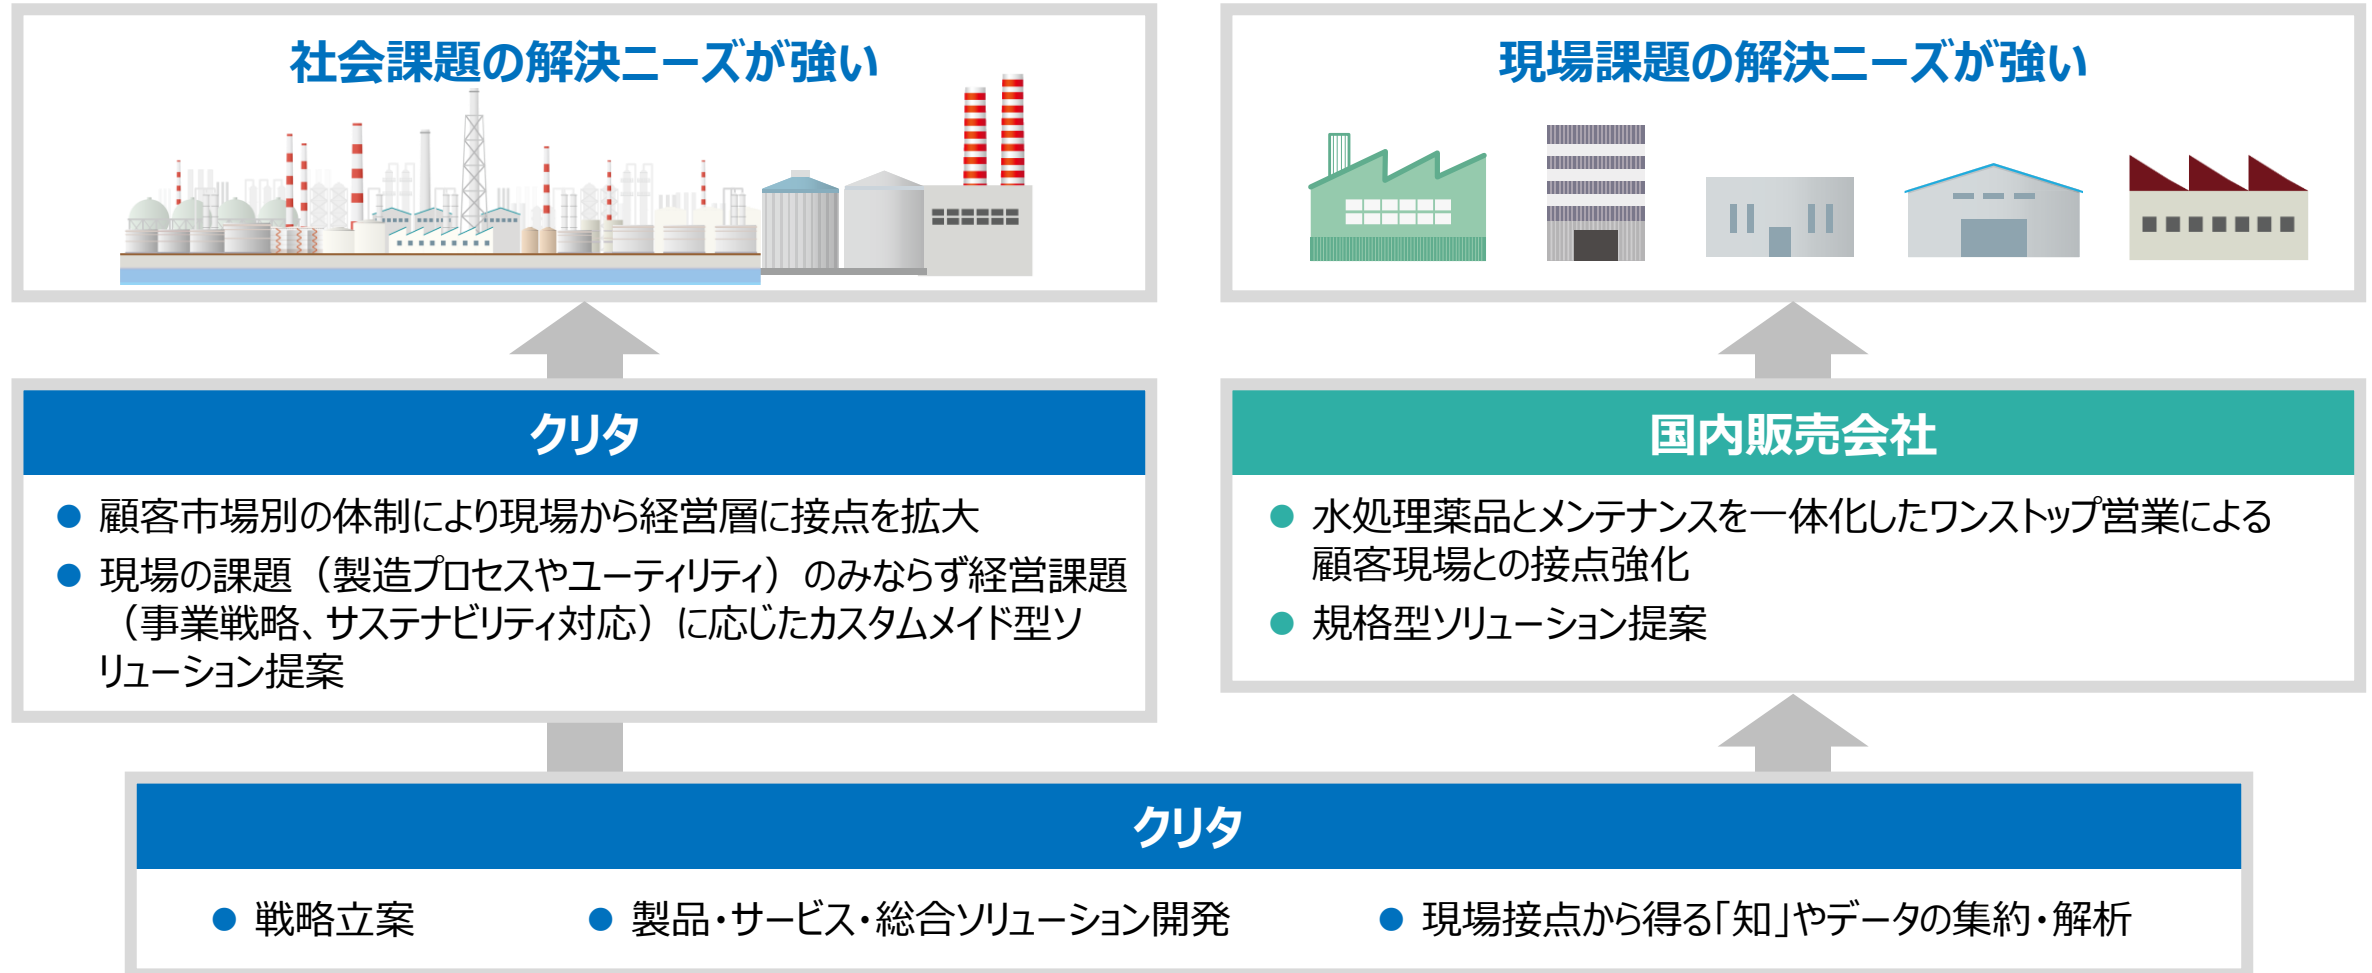 社会課題の解決ニーズが強い
現場課題の解決ニーズが強い
クリタ
● 顧客市場別の体制により現場から経営層に接点を拡大
● 現場の課題（製造プロセスやユーティリティ）のみならず経営課題
（事業戦略、サステナビリティ対応）に応じたカスタムメイド型ソ
リューション提案
国内販売会社
● 水処理薬品とメンテナンスを一体化したワンストップ営業による
顧客現場との接点強化
● 規格型ソリューション提案
クリタ
● 戦略立案
● 製品・サービス・総合ソリューション開発
● 現場接点から得る「知」やデータの集約・解析